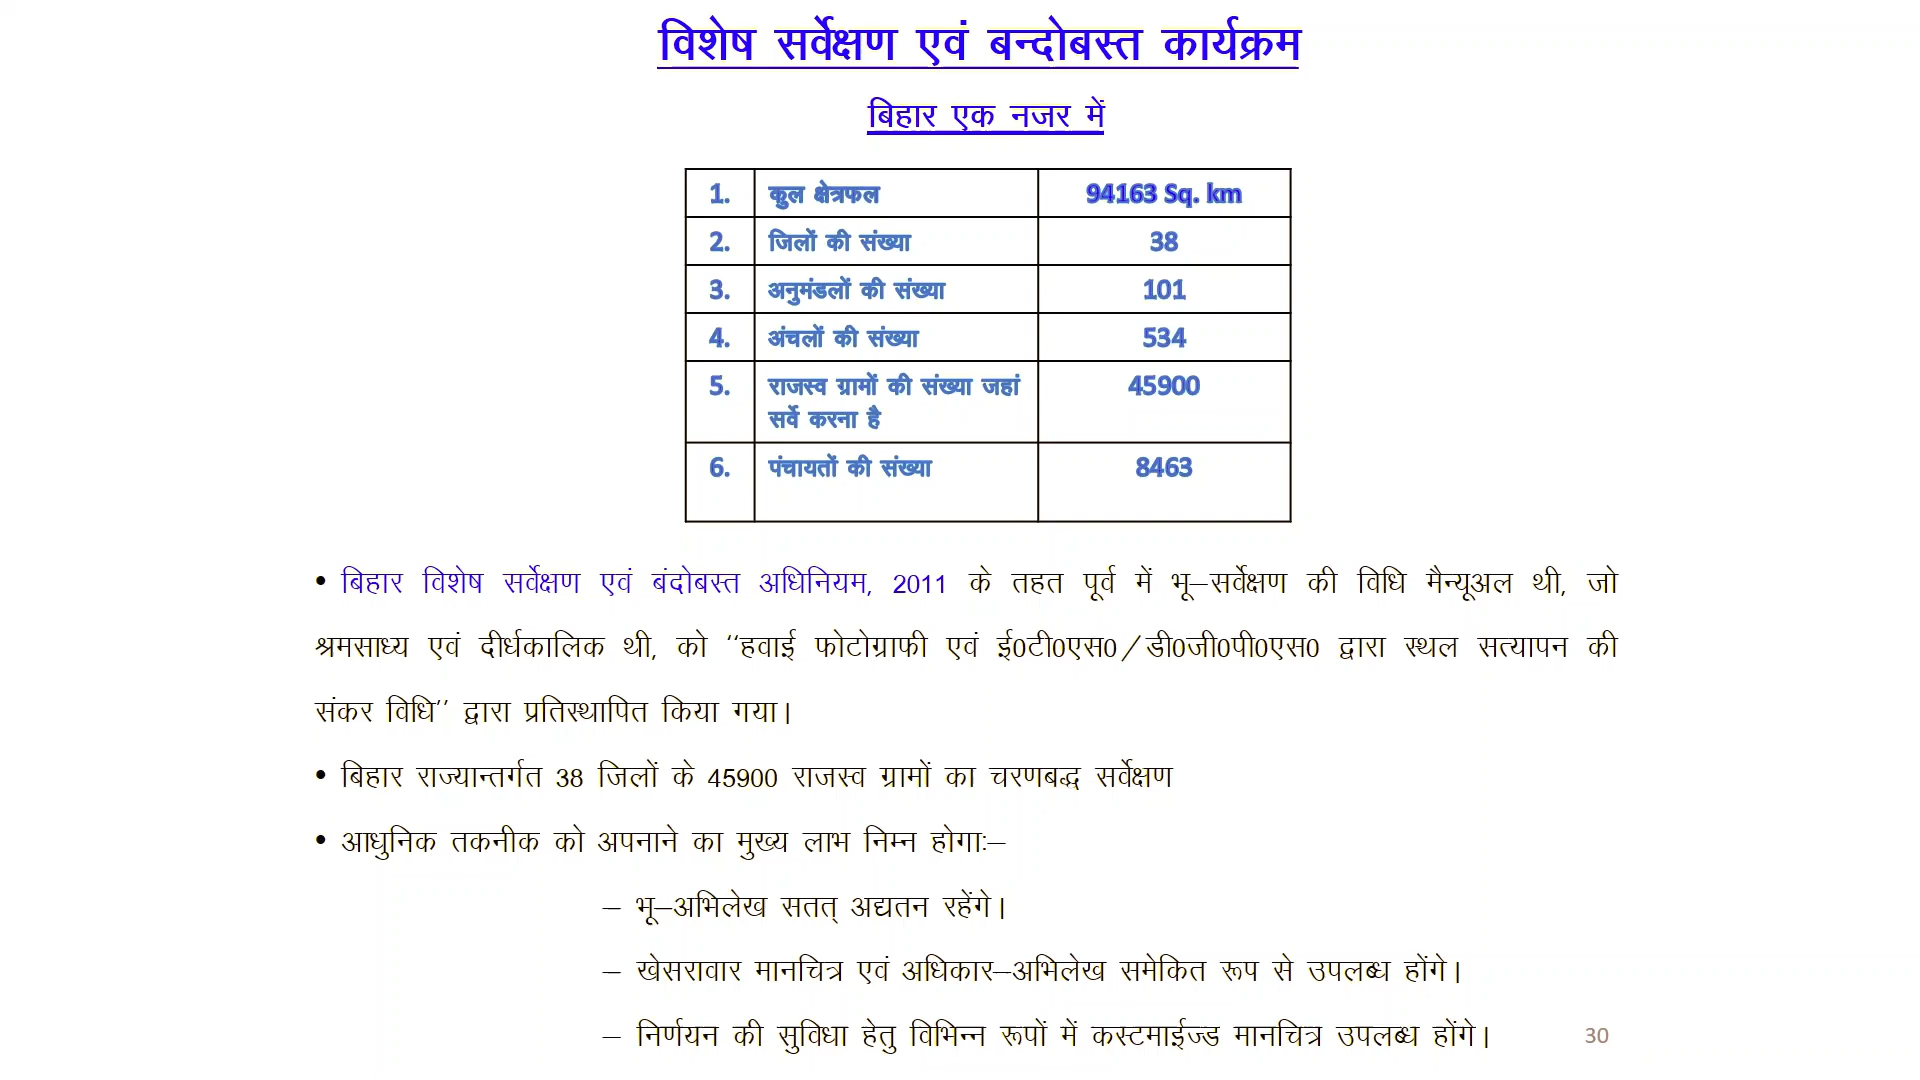 विशेष सर्वेक्षण एवं बन्दोबस्त कार्यक्रम
बिहार एक नजर में
1. कुल क्षेत्रफल 94163 Sq. km
2. जिलों की संख्या 38
3. अनुमंडलों की संख्या 101
4. अंचलों की संख्या 534
5. राजस्व ग्रामों की संख्या जहां 45900
सर्वे करना है
6. पंचायतों की संख्या 8463
• बिहार विशेष सर्वेक्षण एवं बंदोबस्त अधिनियम, 2011 के तहत पूर्व में भू–सर्वेक्षण की विधि मैन्यूअल थी, जो
श्रमसाध्य एवं दीर्धकालिक थी, को ‘‘हवाई फोटोग्राफी एवं ई0टी0एस0/डी0जी0पी0एस0 द्वारा स्थल सत्यापन की
संकर विधि’’ द्वारा प्रतिस्थापित किया गया।
• बिहार राज्यान्तर्गत 38 जिलों के 45900 राजस्व ग्रामों का चरणबद्ध सर्वेक्षण
• आधुनिक तकनीक को अपनाने का मुख्य लाभ निम्न होगाः–
– भू–अभिलेख सतत् अद्यतन रहेंगे।
– खेसरावार मानचित्र एवं अधिकार–अभिलेख समेकित रूप से उपलब्ध होंगे।
– निर्णयन की सुविधा हेतु विभिन्न रूपों में कस्टमाईज्ड मानचित्र उपलब्ध होंगे।
30